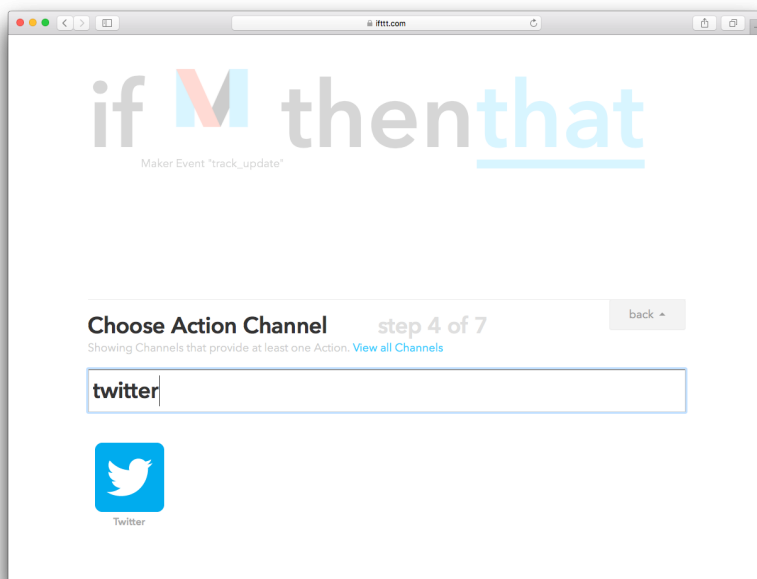 ifttt.com
if M then that
Maker Event "track_update"
Choose Action Channel step 4 of 7
back
Showing Channels that provide at least one Action. View all Channels
twitter
Twitter